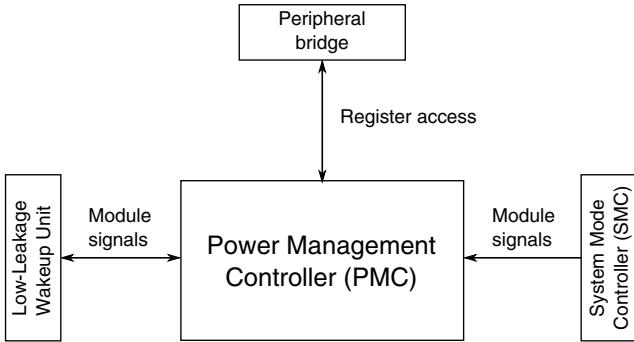 Peripheral
bridge
Register access
Low-Leakage
Wakeup Unit
Module
signals
Power Management
Controller (PMC)
Module
signals
System Mode
Controller (SMC)